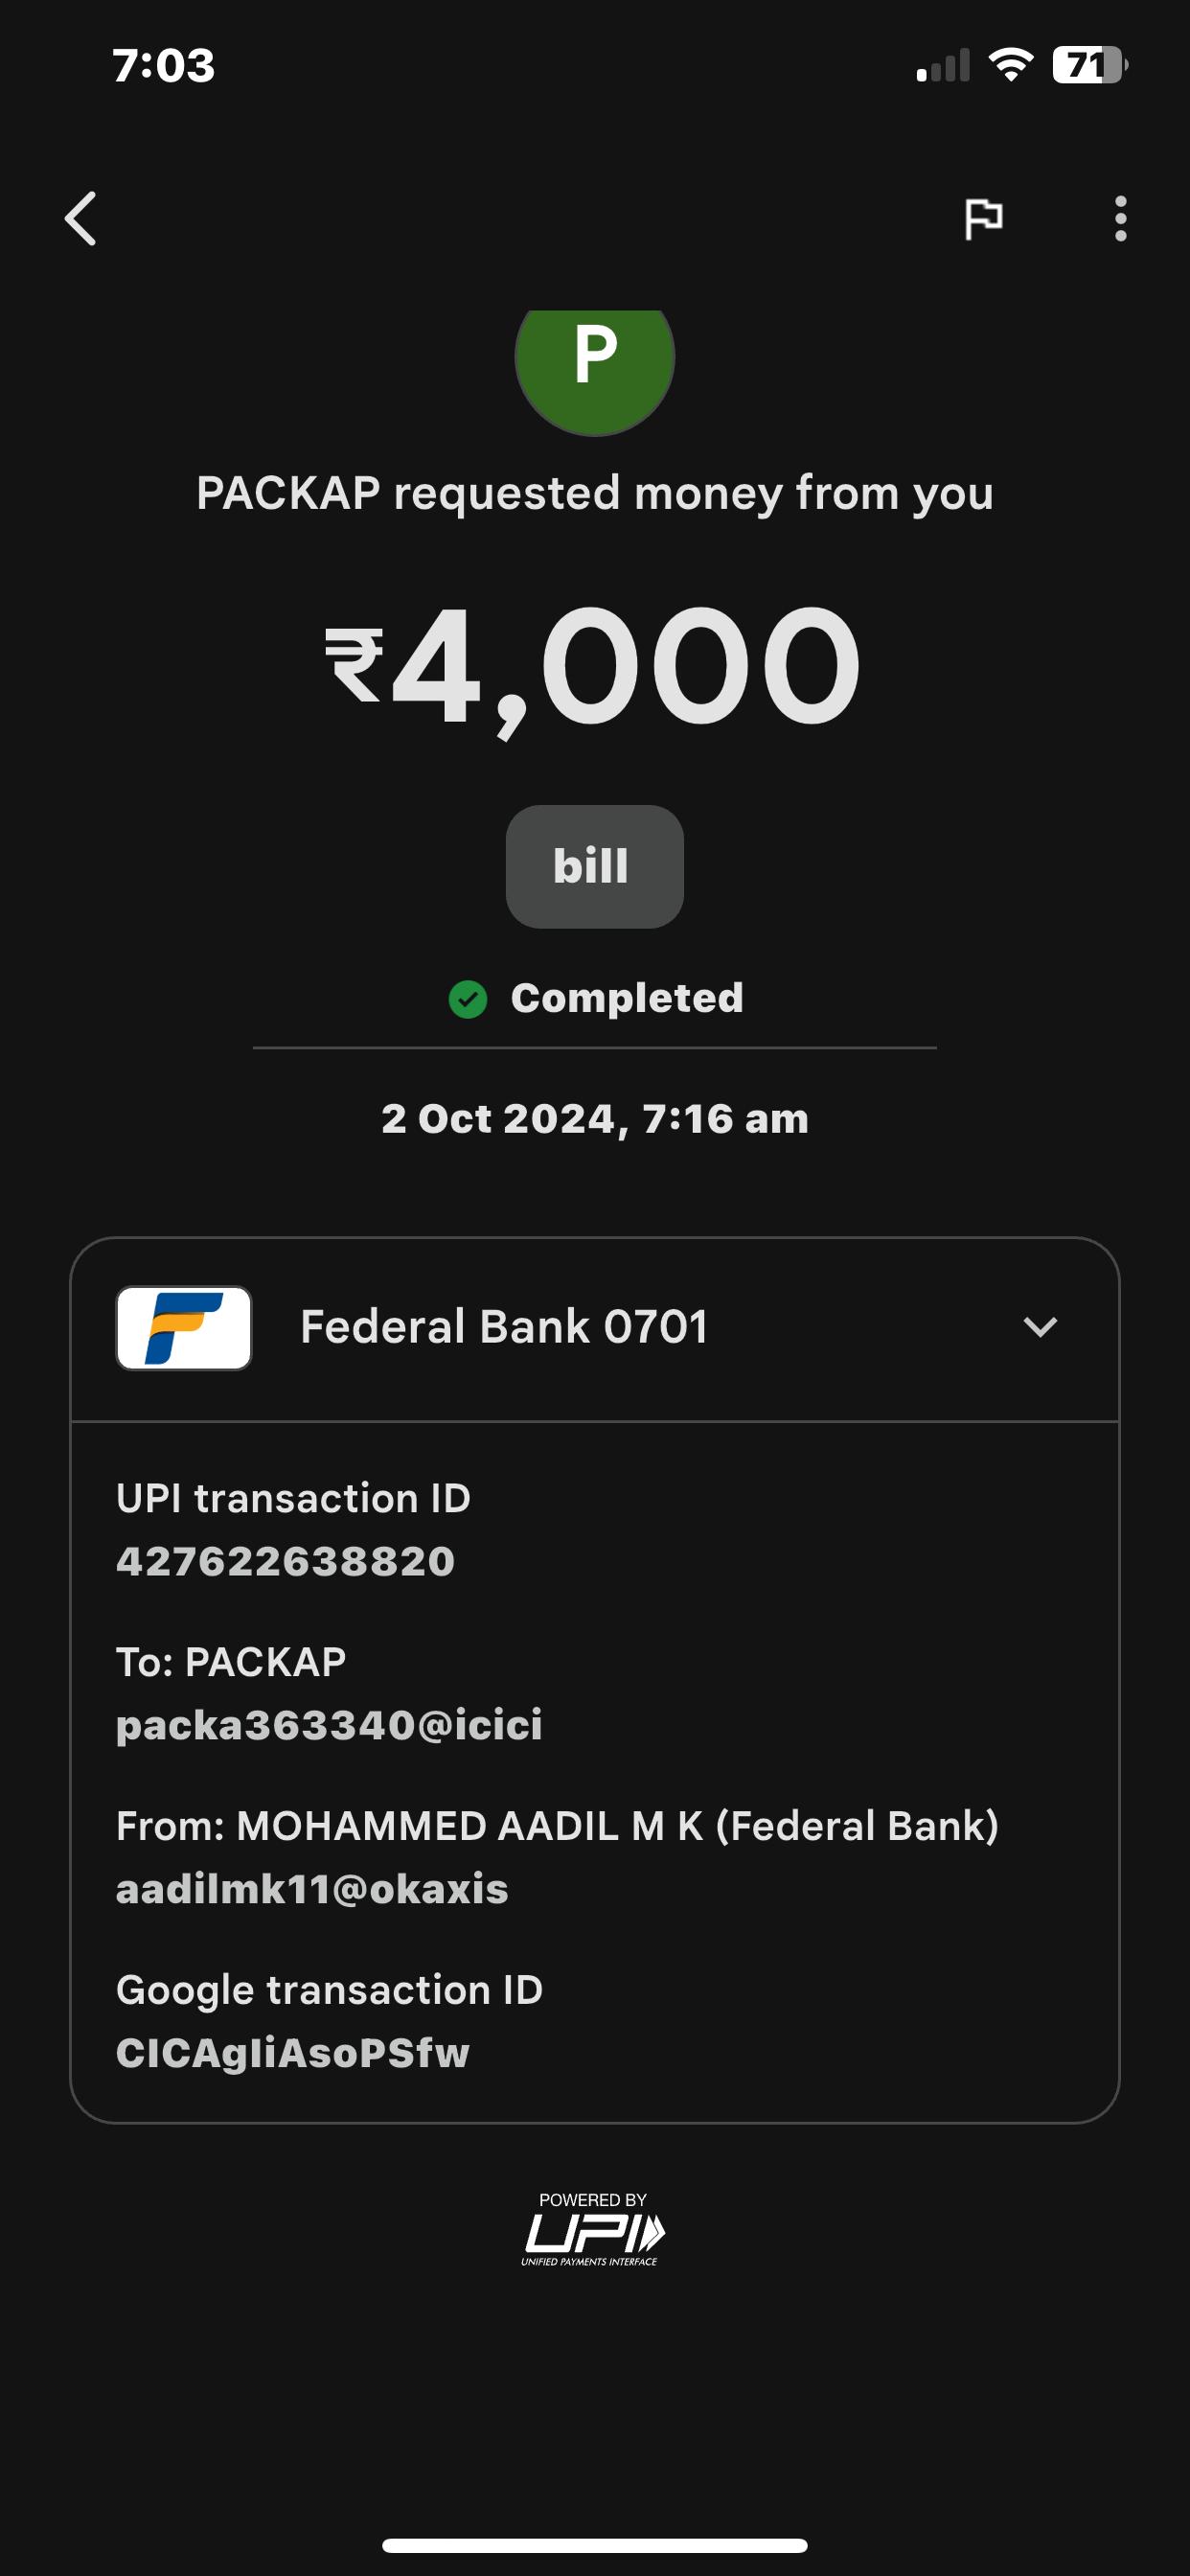 7:03
71
P
PACKAP requested money from you
₹4,000
bill
Completed
2 Oct 2024, 7:16 am
Federal Bank 0701
UPI transaction ID
427622638820
To: PACKAP
packa363340@icici
From: MOHAMMED AADIL M K (Federal Bank)
aadilmk11@okaxis
Google transaction ID
CICAgIiAsoPSfw
POWERED BY
UPI
UNIFIED PAYMENTS INTERFACE